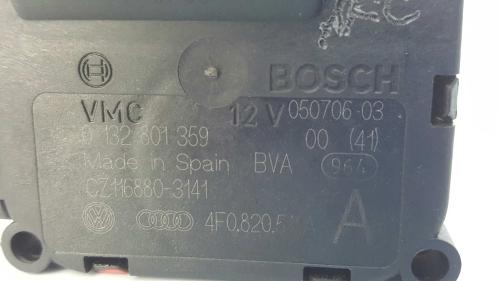 BOSCH
VMC 12 V 050706-03
0 132 801 359 00 (41)
Made in Spain BVA 964
CZ116880-3141
A